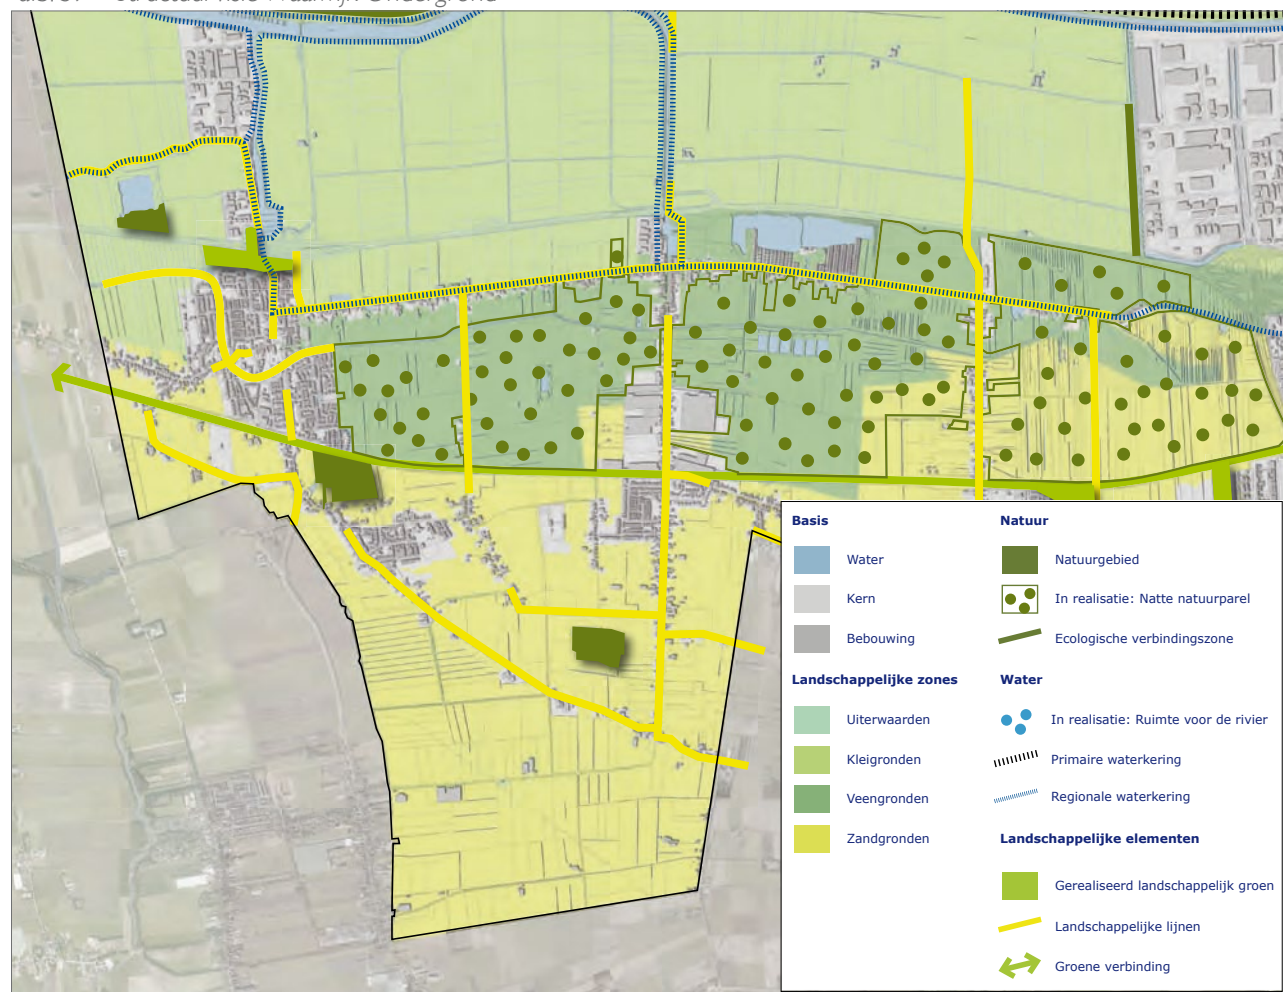 Basis
Water
Kern
Bebouwing
Landschappelijke zones
Uiterwaarden
Kleigronden
Veengronden
Zandgronden
Natuur
Natuurgebied
In realisatie: Natte natuurparel
Ecologische verbindingszone
Water
In realisatie: Ruimte voor de rivier
Primaire waterkering
Regionale waterkering
Landschappelijke elementen
Gerealiseerd landschappelijk groen
Landschappelijke lijnen
Groene verbinding